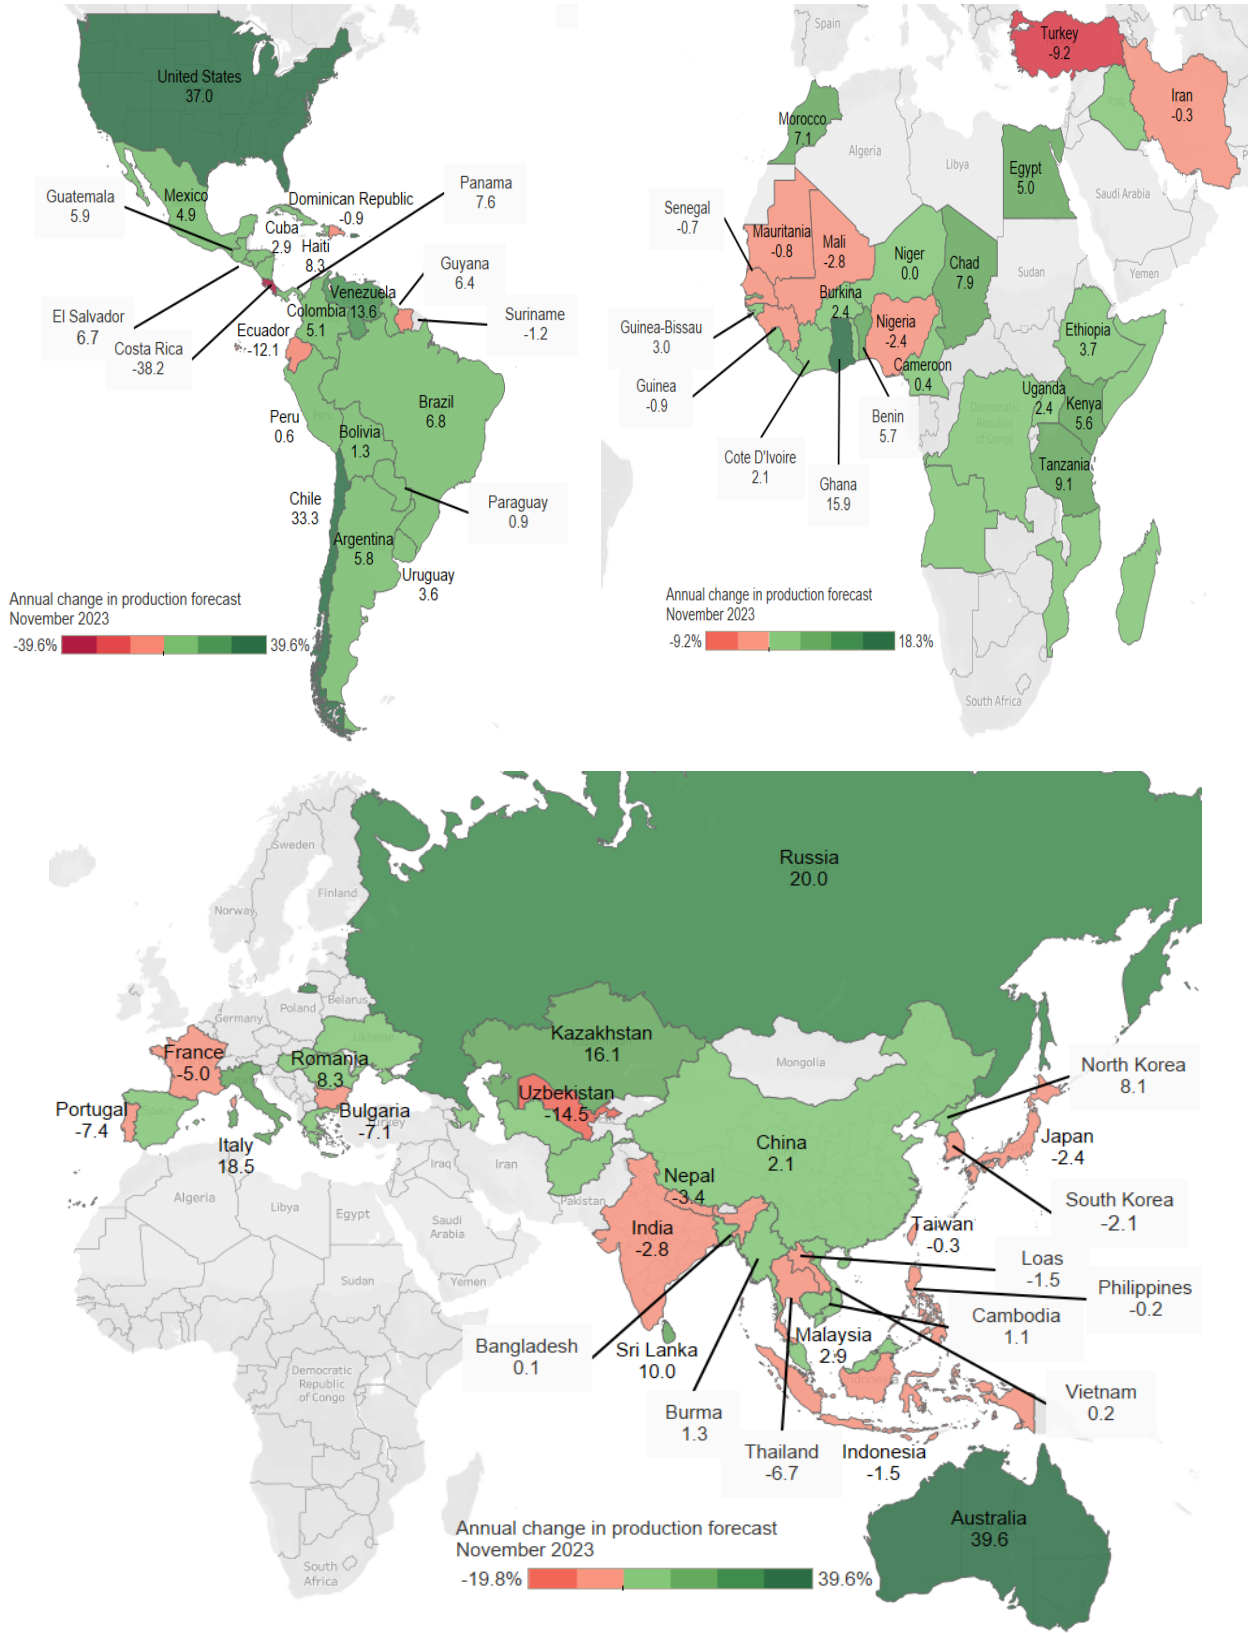 United States
37.0
Guatemala
5.9
Mexico
4.9
Dominican Republic
-0.9
Panama
7.6
Cuba
2.9
Haiti
8.3
Guyana
6.4
Venezuela
13.6
Colombia
5.1
Suriname
-1.2
El Salvador
6.7
Costa Rica
-38.2
Ecuador
-12.1
Brazil
6.8
Peru
0.6
Peru
Bolivia
1.3
Chile
33.3
Paraguay
0.9
Argentina
5.8
Uruguay
3.6
Annual change in production forecast
November 2023
-39.6%
39.6%
Spain
Turkey
-9.2
Iran
-0.3
Iraq
Morocco
7.1
Algeria
Libya
Egypt
5.0
Saudi Arabia
Senegal
-0.7
Mauritania
-0.8
Mali
-2.8
Niger
0.0
Chad
7.9
Sudan
Yemen
Burkina
2.4
Nigeria
-2.4
Ethiopia
3.7
Guinea-Bissau
3.0
Guinea
-0.9
Cameroon
0.4
Uganda
2.4
Kenya
5.6
Democratic
Republic
of Congo
Benin
5.7
Cote D'Ivoire
2.1
Ghana
15.9
Tanzania
9.1
Annual change in production forecast
November 2023
-9.2%
18.3%
South Africa
Russia
20.0
Sweden
Finland
Norway
Belarus
Poland
Germany
Ukraine
France
-5.0
Romania
8.3
Kazakhstan
16.1
Mongolia
North Korea
8.1
Uzbekistan
-14.5
Portugal
-7.4
Spain
Bulgaria
-7.1
Turkey
Italy
18.5
China
2.1
Japan
-2.4
Iraq
Iran
Nepal
-3.4
Pakistan
Algeria
Libya
Egypt
Saudi
Arabia
India
-2.8
South Korea
-2.1
Taiwan
-0.3
Loas
-1.5
Sudan
Yemen
Philippines
-0.2
Cambodia
1.1
Bangladesh
0.1
Sri Lanka
10.0
Malaysia
2.9
Indonesia
Democratic
Republic
of Congo
Vietnam
0.2
Burma
1.3
Thailand
-6.7
Indonesia
-1.5
Australia
39.6
Annual change in production forecast
November 2023
-19.8%
39.6%
South
Africa